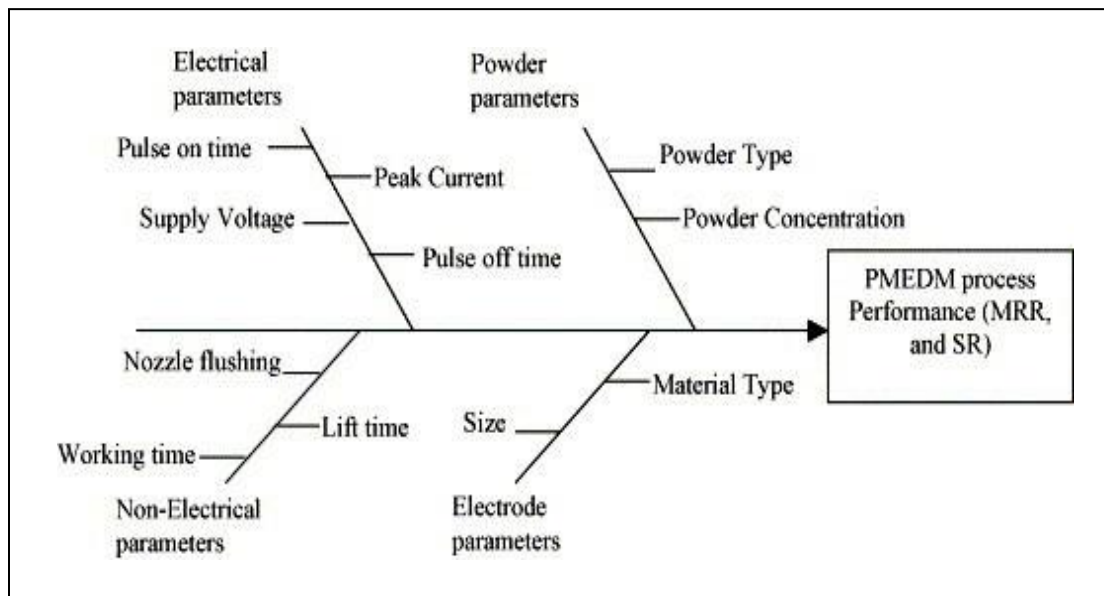 Electrical
parameters
Powder
parameters
Pulse on time
Peak Current
Supply Voltage
Pulse off time
Powder Type
Powder Concentration
PMEDM process
Performance (MRR,
and SR)
Nozzle flushing
Lift time
Working time
Non-Electrical
parameters
Material Type
Size
Electrode
parameters